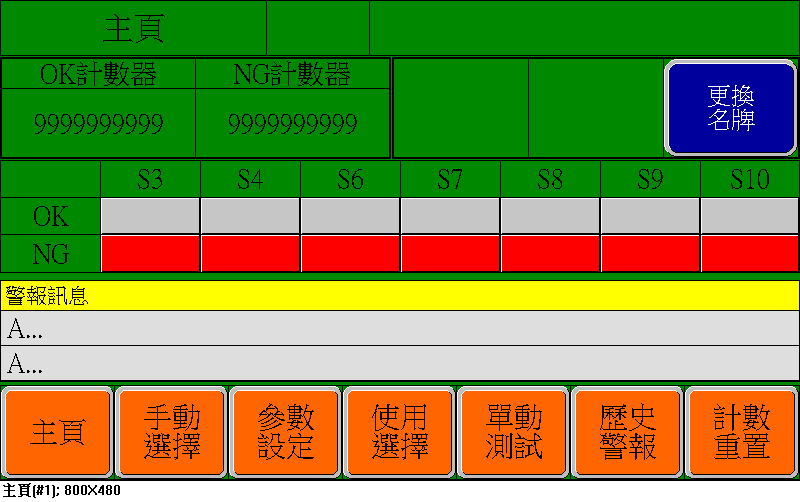 主頁
OK計數器 NG計數器
9999999999 9999999999
更換
名牌
S3 S4 S6 S7 S8 S9 S10
OK
NG
警報訊息
A...
A...
主頁
手動
選擇
參數
設定
使用
選擇
單動
測試
歷史
警報
計數
重置
主頁(#1); 800X480